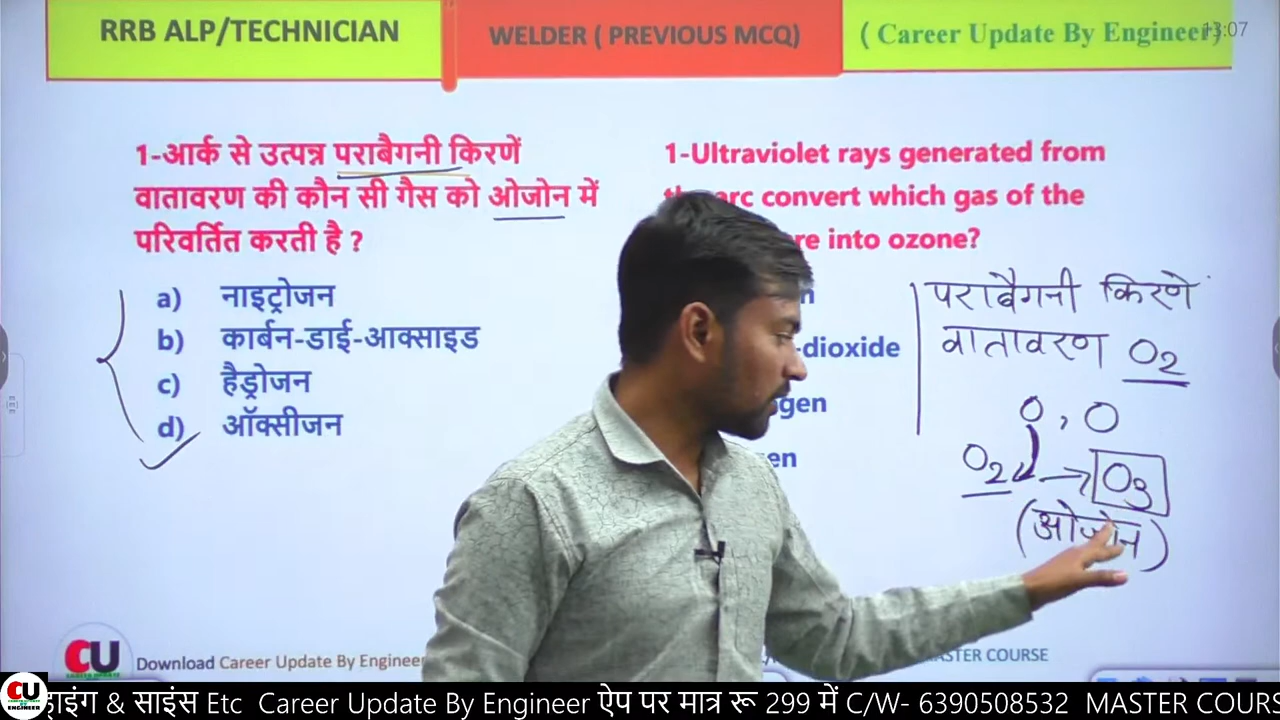 RRB ALP/TECHNICIAN
WELDER ( PREVIOUS MCQ)
( Career Update By Engineer)
13:07
1-आर्क से उत्पन्न पराबैगनी किरणें
वातावरण की कौन सी गैस को ओजोन में
परिवर्तित करती है ?
a) नाइट्रोजन
b) कार्बन-डाई-आक्साइड
c) हैड्रोजन
d) ऑक्सीजन
1-Ultraviolet rays generated from
arc convert which gas of the
into ozone?
-dioxide
पराबैगनी किरणे
वातावरण O2
O , O
O2 → O3
(ओजोन)
CU
Download Career Update By Engineer
MASTER COURSE
CU
& साइंस Etc Career Update By Engineer ऐप पर मात्र रू 299 में C/W- 6390508532 MASTER